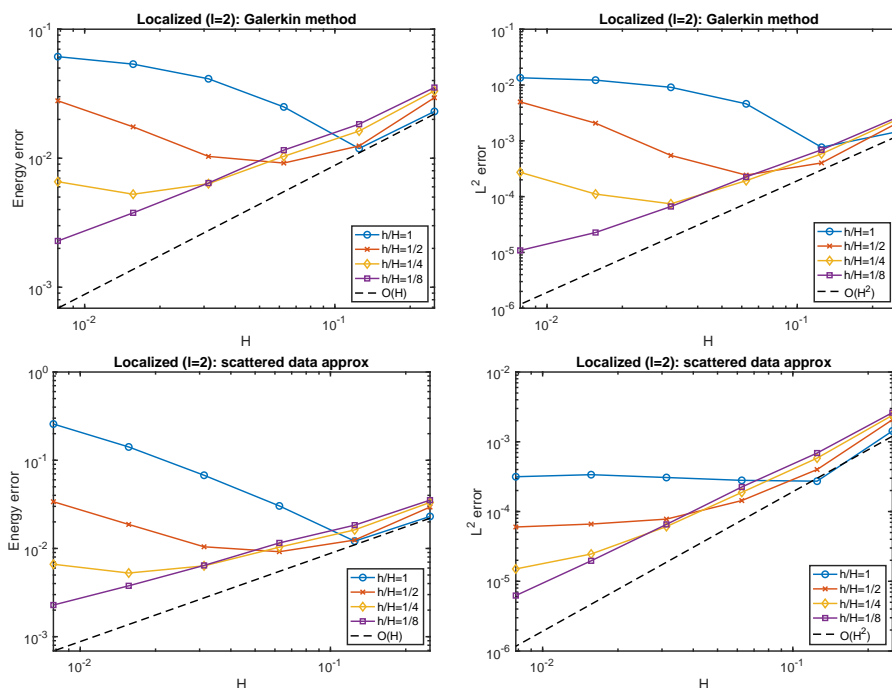 Localized (l=2): Galerkin method
10^-1
10^-2
10^-3
Energy error
10^-2
10^-1
H
h/H=1
h/H=1/2
h/H=1/4
h/H=1/8
O(H)
Localized (l=2): Galerkin method
10^-1
10^-2
10^-3
10^-4
10^-5
10^-6
L^2 error
10^-2
10^-1
H
h/H=1
h/H=1/2
h/H=1/4
h/H=1/8
O(H^2)
Localized (l=2): scattered data approx
10^0
10^-1
10^-2
10^-3
Energy error
10^-2
10^-1
H
h/H=1
h/H=1/2
h/H=1/4
h/H=1/8
O(H)
Localized (l=2): scattered data approx
10^-2
10^-3
10^-4
10^-5
10^-6
L^2 error
10^-2
10^-1
H
h/H=1
h/H=1/2
h/H=1/4
h/H=1/8
O(H^2)